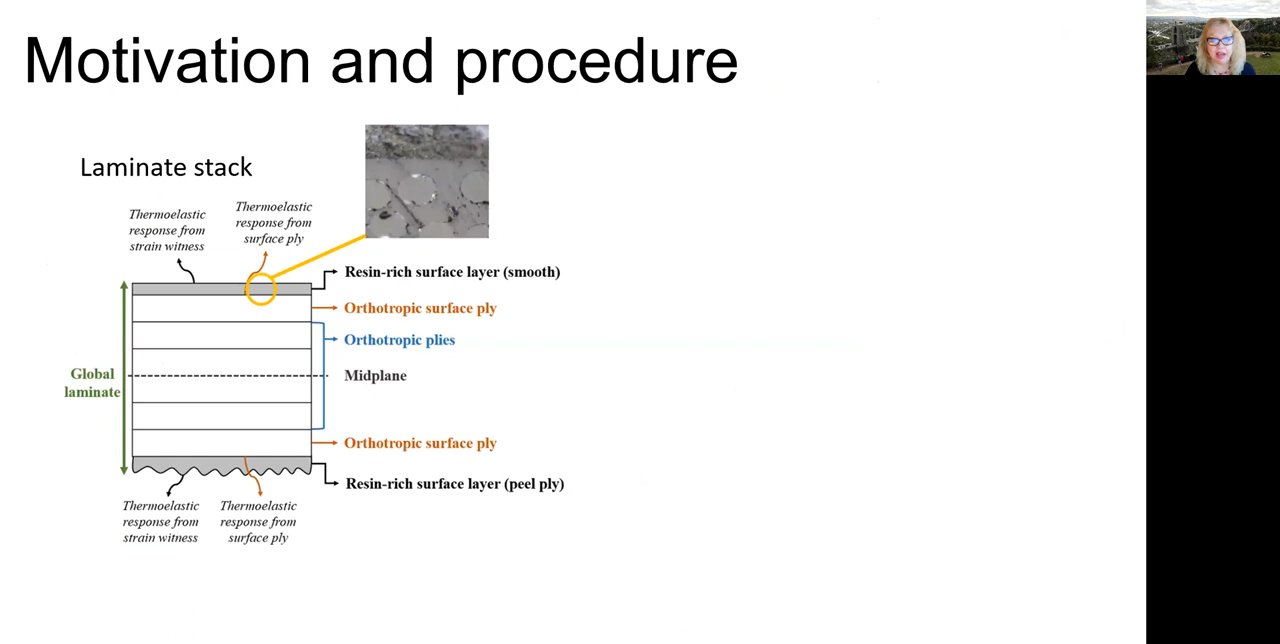 Motivation and procedure
Laminate stack
Thermoelastic
response from
strain witness
Thermoelastic
response from
surface ply
Resin-rich surface layer (smooth)
Orthotropic surface ply
Orthotropic plies
Global
laminate
Midplane
Orthotropic surface ply
Resin-rich surface layer (peel ply)
Thermoelastic
response from
strain witness
Thermoelastic
response from
surface ply